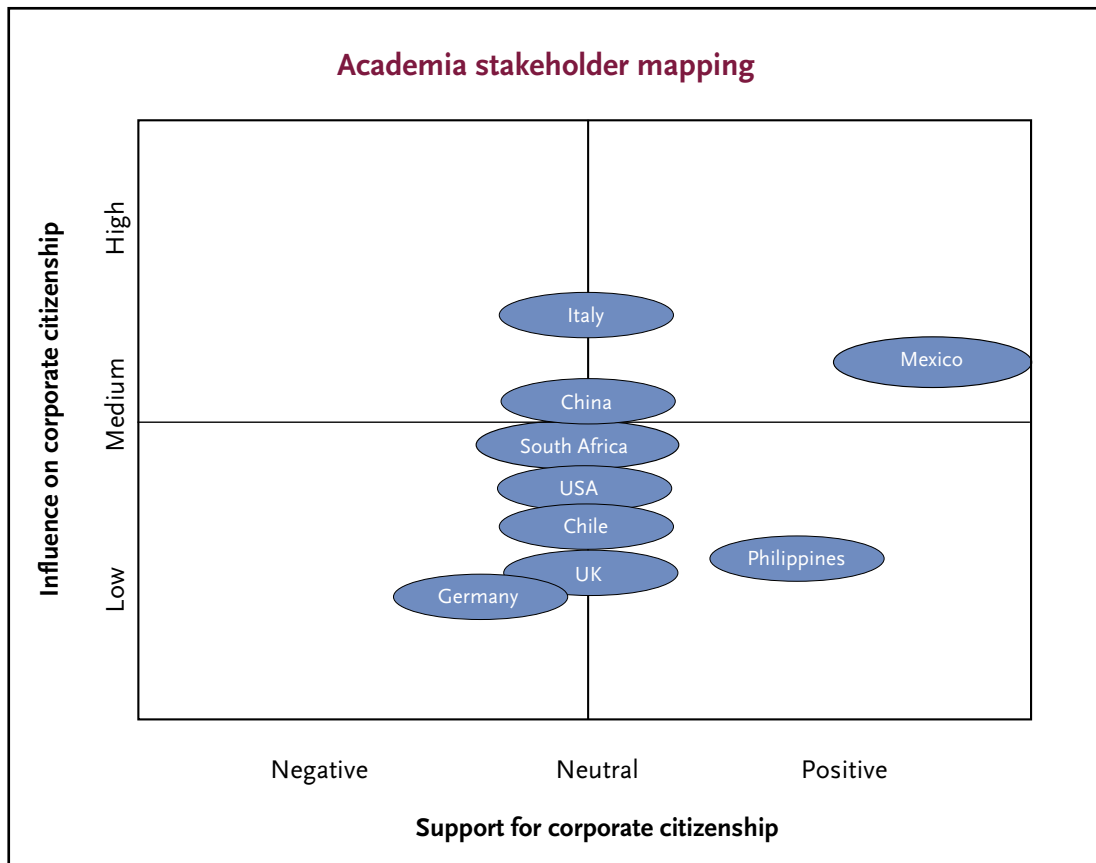 Academia stakeholder mapping
Influence on corporate citizenship
High
Medium
Low
Italy
Mexico
China
South Africa
USA
Chile
Philippines
UK
Germany
Negative
Neutral
Positive
Support for corporate citizenship